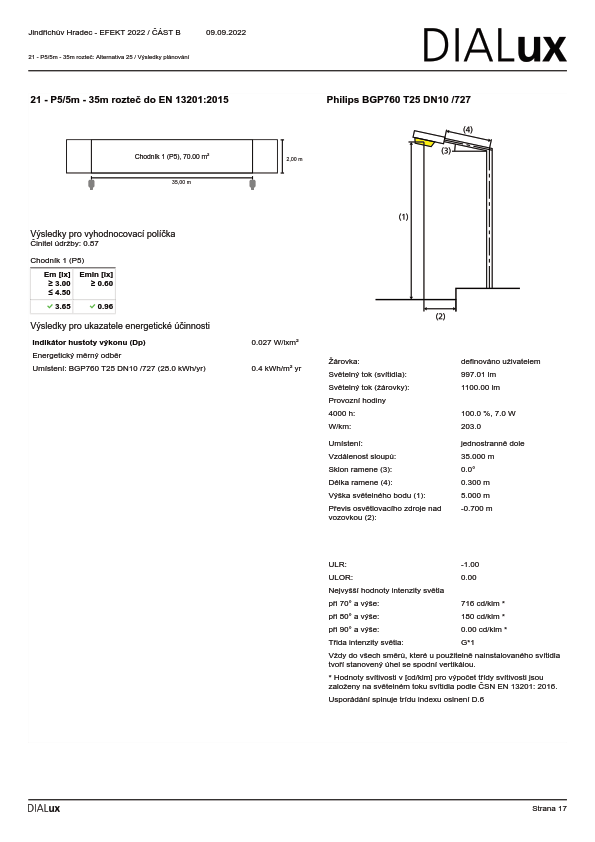 Jindřichův Hradec - EFEKT 2022 / ČÁST B 09.09.2022
DIALux
21 - P5/5m - 35m rozteč: Alternativa 25 / Výsledky plánování
21 - P5/5m - 35m rozteč do EN 13201:2015
Chodník 1 (P5), 70.00 m²
2,00 m
35,00 m
Výsledky pro vyhodnocovací políčka
Činitel údržby: 0.87
Chodník 1 (P5)
Em [lx] Emin [lx]
≥ 3.00 ≥ 0.60
≤ 4.50
✓ 3.65 ✓ 0.96
Výsledky pro ukazatele energetické účinnosti
Indikátor hustoty výkonu (Dp) 0.027 W/lxm²
Energetický měrný odběr
Umístení: BGP760 T25 DN10 /727 (28.0 kWh/yr) 0.4 kWh/m² yr
Philips BGP760 T25 DN10 /727
(4)
(3)
(1)
(2)
Žárovka: definováno uživatelem
Světelný tok (svítidla): 997.01 lm
Světelný tok (žárovky): 1100.00 lm
Provozní hodiny
4000 h: 100.0 %, 7.0 W
W/km: 203.0
Umístení: jednostranně dole
Vzdálenost sloupů: 35.000 m
Sklon ramene (3): 0.0°
Délka ramene (4): 0.300 m
Výška světelného bodu (1): 5.000 m
Převis osvětlovacího zdroje nad -0.700 m
vozovkou (2):
ULR: -1.00
ULOR: 0.00
Nejvyšší hodnoty intenzity světla
při 70° a výše: 716 cd/klm *
při 80° a výše: 180 cd/klm *
při 90° a výše: 0.00 cd/klm *
Třída intenzity světla: G*1
Vždy do všech směrů, které u použitelně nainstalovaného svítidla
tvoří stanovený úhel se spodní vertikálou.
* Hodnoty svítivosti v [cd/klm] pro výpočet třídy svítivosti jsou
založeny na světelném toku svítidla podle ČSN EN 13201: 2016.
Uspořádání splnuje trídu indexu oslnení D.6
DIALux
Strana 17